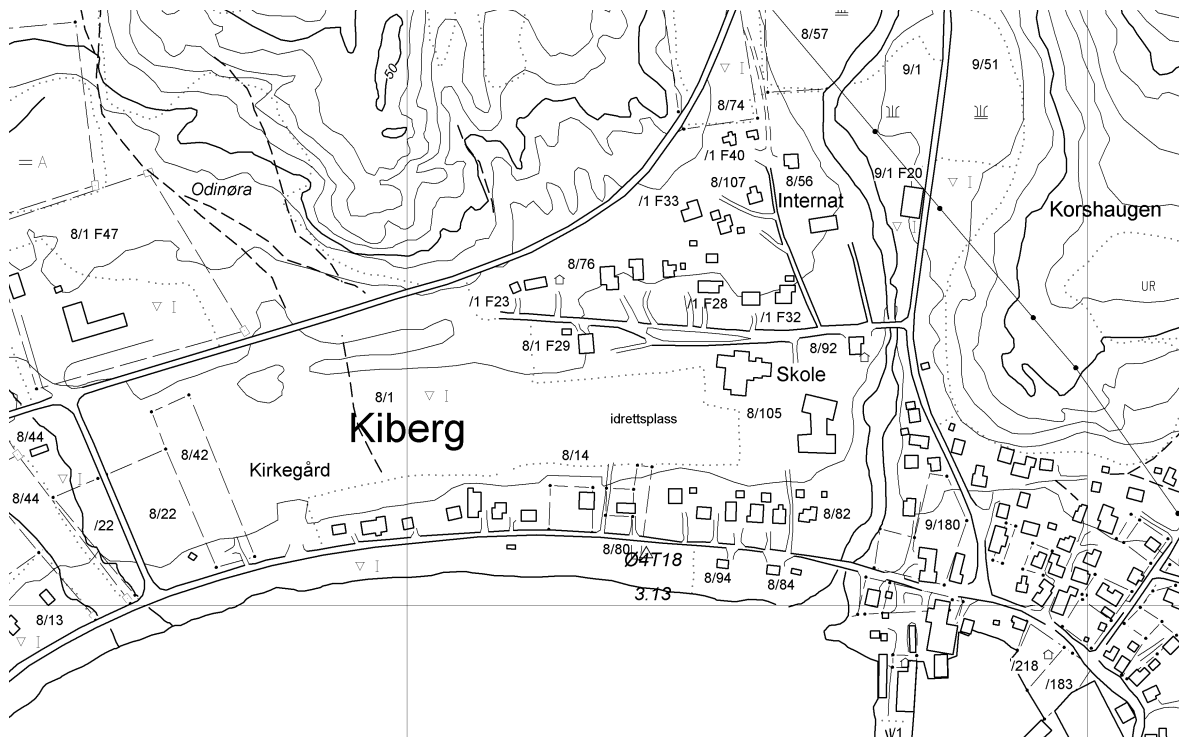 8/57
9/1
9/51
50
I
8/74
/1 F40
A
Odinøra
8/107
8/56
9/1 F20
I
/1 F33
Internat
Korshaugen
8/1 F47
I
8/76
UR
I
/1 F23
/1 F28
/1 F32
8/1 F29
8/92
Skole
8/1
I
8/105
Kiberg
idrettsplass
8/44
8/42
8/14
Kirkegård
I
8/44
8/22
/22
8/82
9/180
8/80
Ø4T18
I
8/94
8/84
3.13
8/13
I
/218
/183